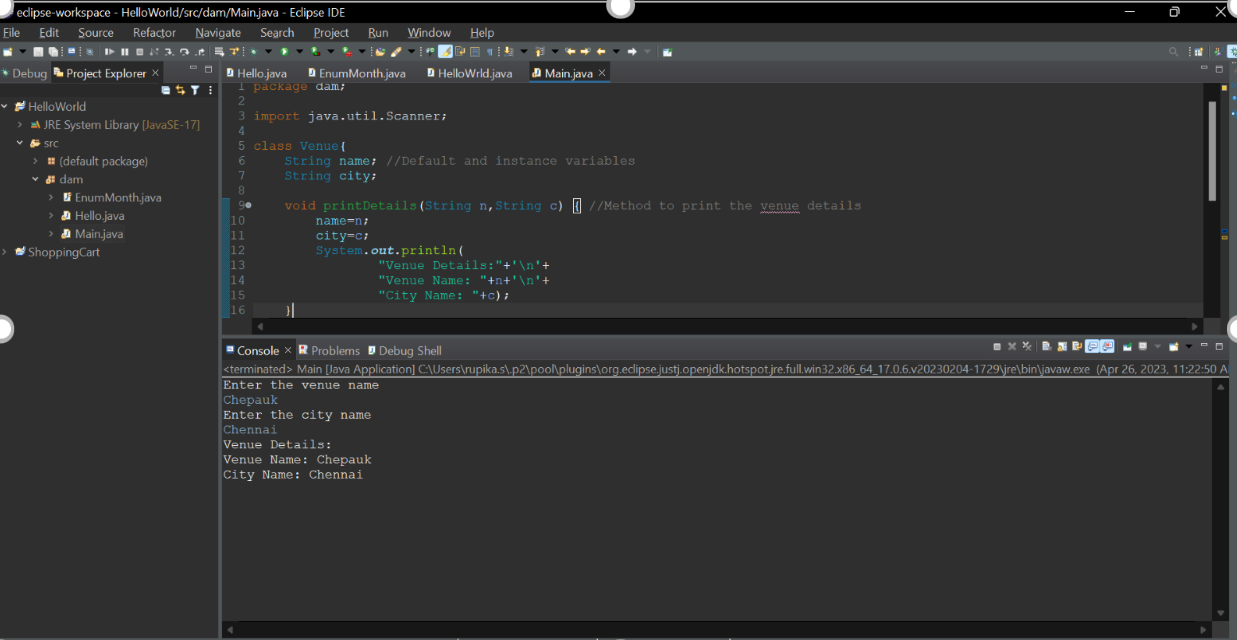 eclipse-workspace - HelloWorld/src/dam/Main.java - Eclipse IDE
File Edit Source Refactor Navigate Search Project Run Window Help
Debug Project Explorer
HelloWorld
JRE System Library [JavaSE-17]
src
(default package)
dam
EnumMonth.java
Hello.java
Main.java
ShoppingCart
Hello.java EnumMonth.java HelloWrld.java Main.java
1 package dam;
2
3 import java.util.Scanner;
4
5 class Venue{
6 String name; //Default and instance variables
7 String city;
8
9 void printDetails(String n,String c) { //Method to print the venue details
10 name=n;
11 city=c;
12 System.out.println(
13 "Venue Details:"+'\n'+
14 "Venue Name: "+n+'\n'+
15 "City Name: "+c);
16 }
Console Problems Debug Shell
<terminated> Main [Java Application] C:\Users\rupika.s\.p2\pool\plugins\org.eclipse.justj.openjdk.hotspot.jre.full.win32.x86_64_17.0.6.v20230204-1729\jre\bin\javaw.exe (Apr 26, 2023, 11:22:50 A
Enter the venue name
Chepauk
Enter the city name
Chennai
Venue Details:
Venue Name: Chepauk
City Name: Chennai